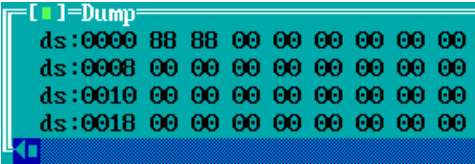 [■]=Dump
ds:0000 88 88 00 00 00 00 00 00
ds:0008 00 00 00 00 00 00 00 00
ds:0010 00 00 00 00 00 00 00 00
ds:0018 00 00 00 00 00 00 00 00